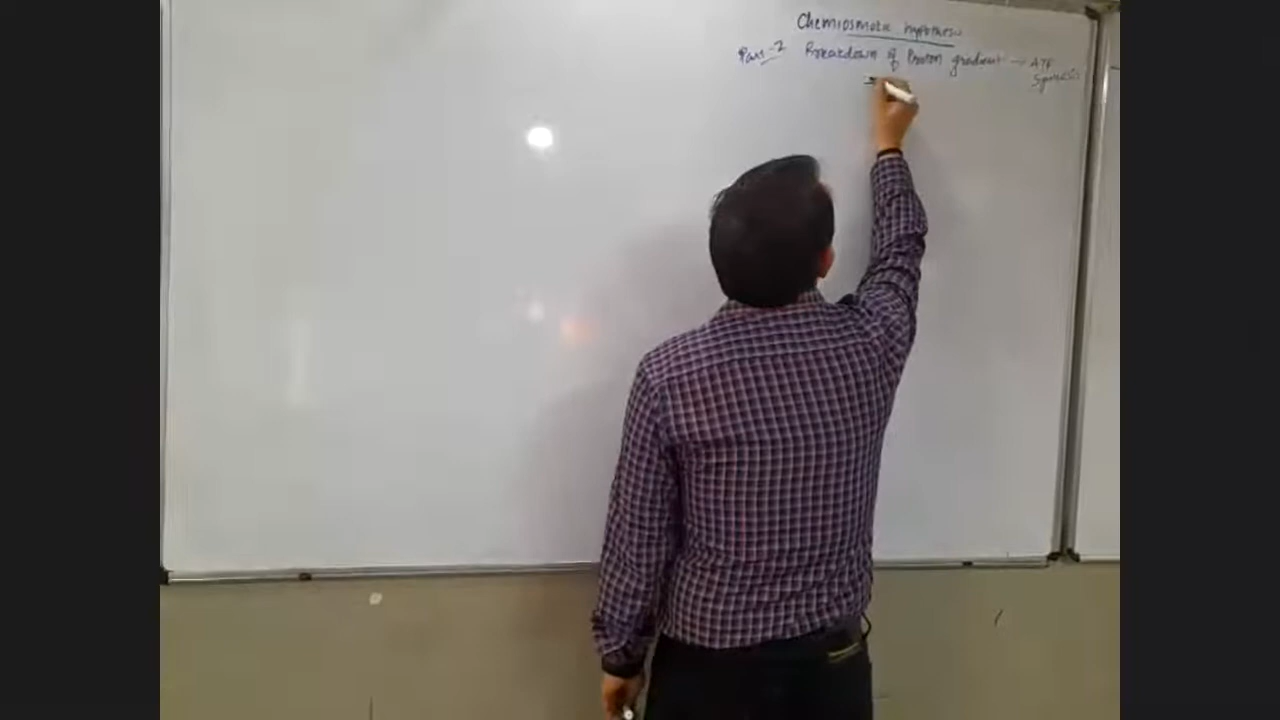 Chemiosmotic hypothesis
Part-2 Breakdown of Proton gradient → ATP
Synthesis